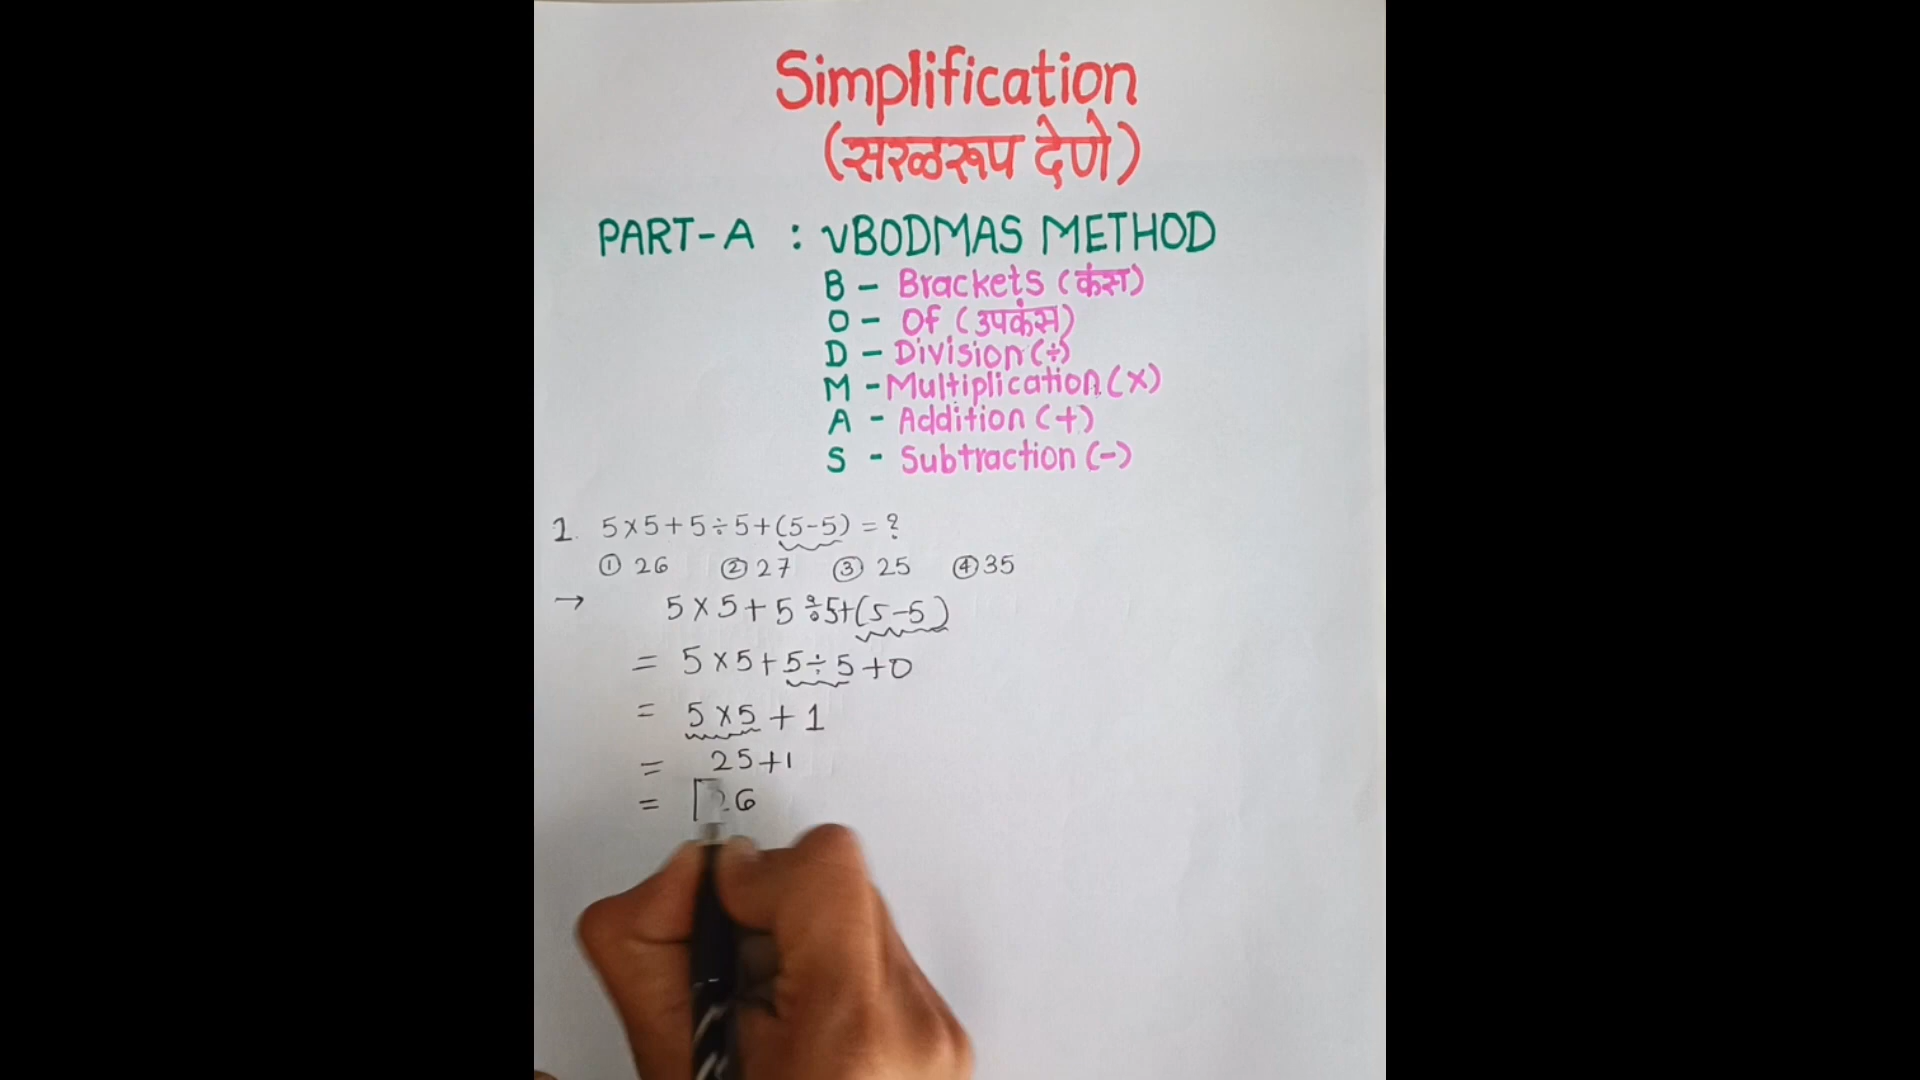 Simplification
(सरळरूप देणे)
PART-A : vBODMAS METHOD
B - Brackets (कंस)
O - Of (उपकंस)
D - Division (÷)
M - Multiplication (×)
A - Addition (+)
S - Subtraction (-)
1. 5×5+5÷5+(5-5) = ?
① 26 ② 27 ③ 25 ④ 35
→ 5×5+5÷5+(5-5)
= 5×5+5÷5+0
= 5×5+1
= 25+1
= 26